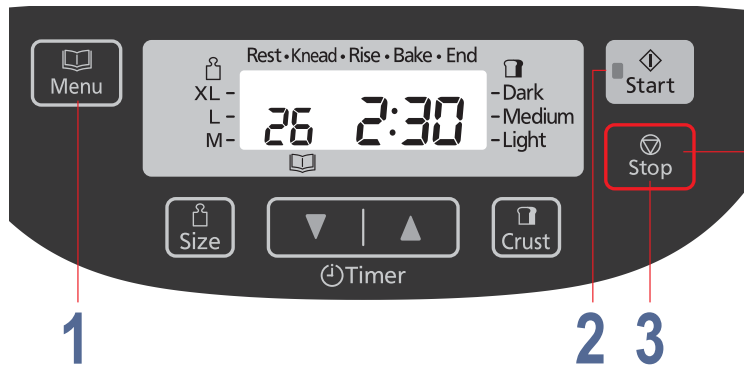 Menu
Rest • Knead • Rise • Bake • End
XL –
L –
M –
26 2:30
– Dark
– Medium
– Light
Start
Stop
Size
Crust
Timer
1
2
3